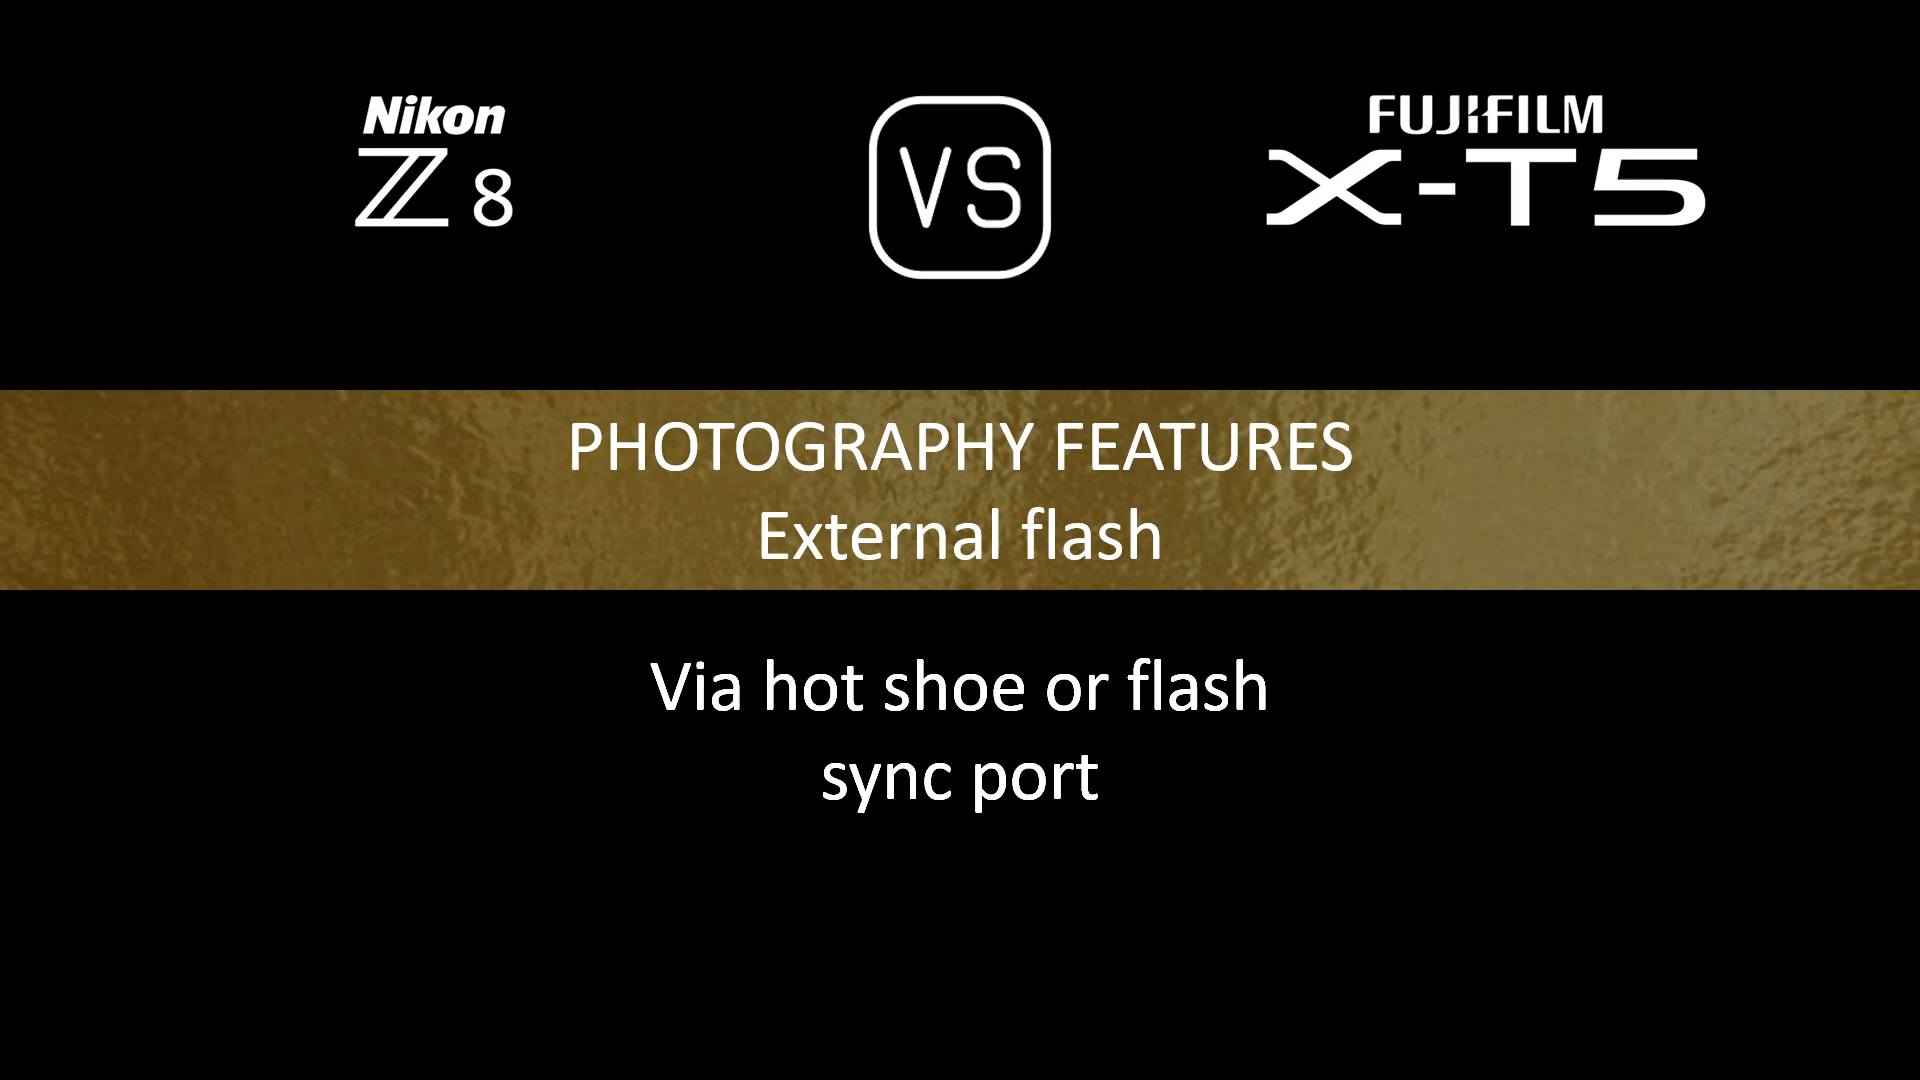 Nikon
Z 8
VS
FUJIFILM
X-T5
PHOTOGRAPHY FEATURES
External flash
Via hot shoe or flash
sync port